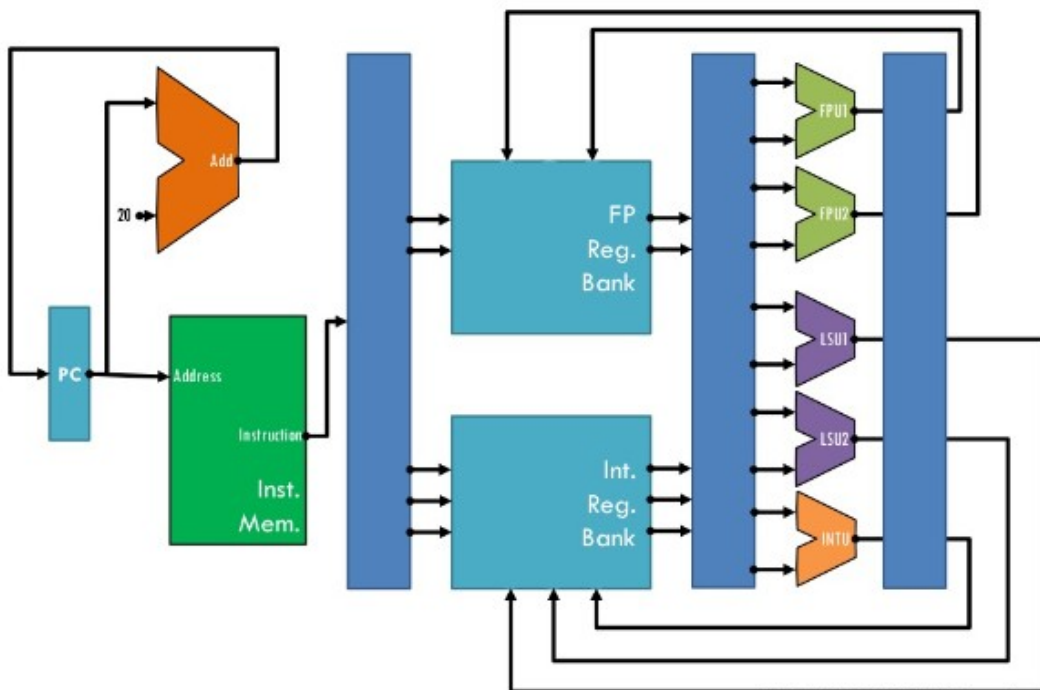 Add
20
PC
Address
Instruction
Inst.
Mem.
FP
Reg.
Bank
Int.
Reg.
Bank
FPU1
FPU2
LSU1
LSU2
INTU